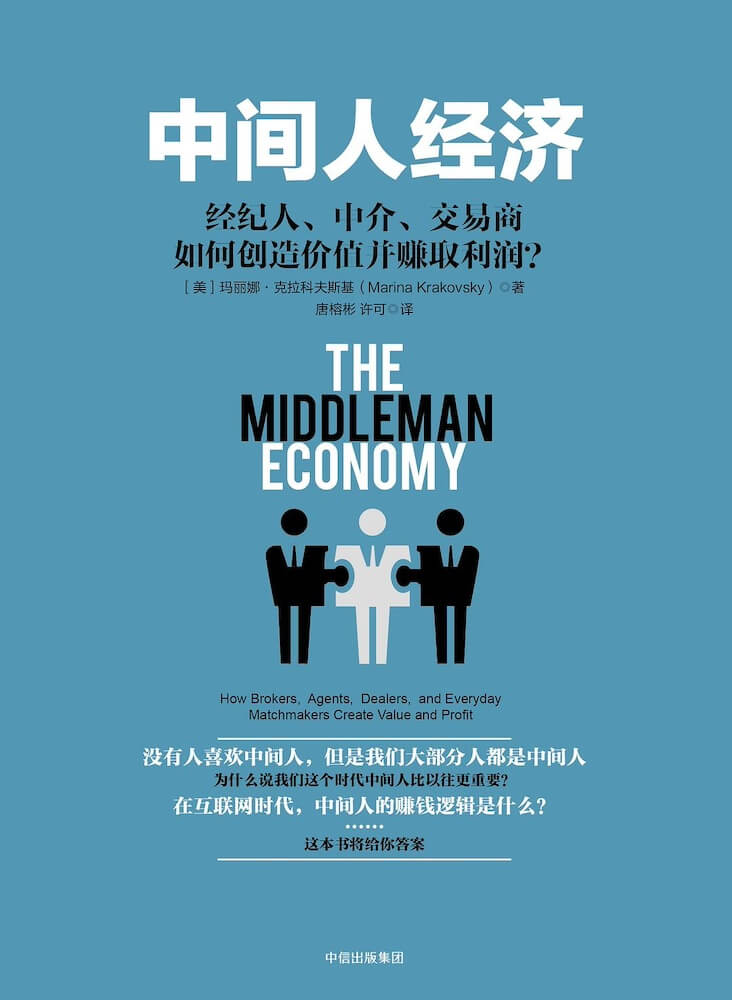 中间人经济
经纪人、中介、交易商
如何创造价值并赚取利润？
［美］玛丽娜·克拉科夫斯基（Marina Krakovsky）◎著
唐榕彬 许可◎译
THE
MIDDLEMAN
ECONOMY
How Brokers, Agents, Dealers, and Everyday
Matchmakers Create Value and Profit
没有人喜欢中间人，但是我们大部分人都是中间人
为什么说我们这个时代中间人比以往更重要？
在互联网时代，中间人的赚钱逻辑是什么？
……
这本书将给你答案
中信出版集团